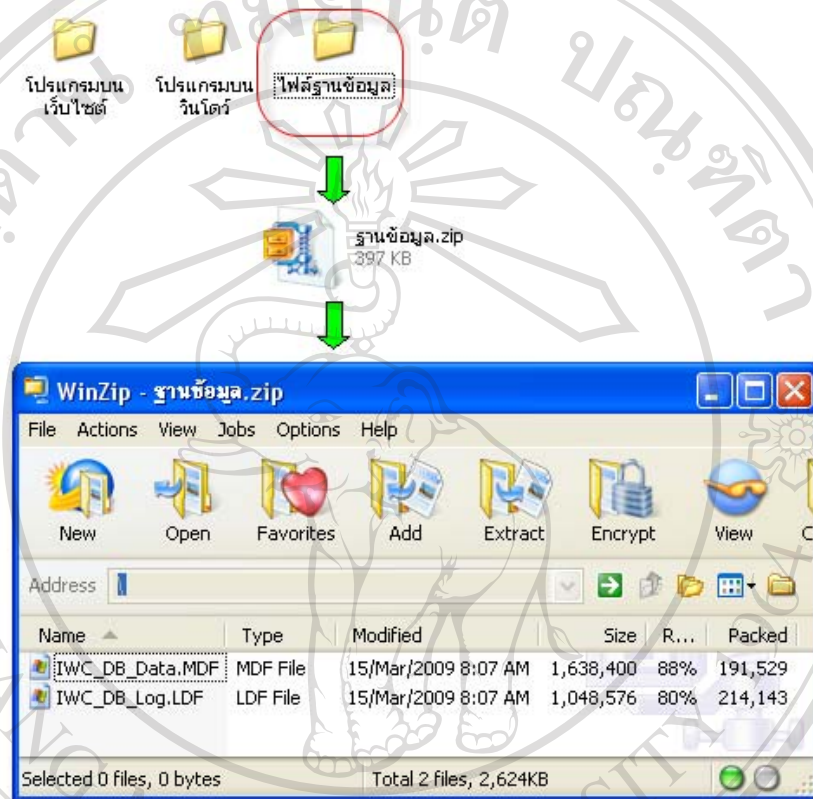 โปรแกรมบน
เว็บไซต์
โปรแกรมบน
วินโดว์
ไฟล์ฐานข้อมูล
ฐานข้อมูล.zip
397 KB
WinZip - ฐานข้อมูล.zip
File Actions View Jobs Options Help
New Open Favorites Add Extract Encrypt View C
Address \
Name Type Modified Size R... Packed
IWC_DB_Data.MDF MDF File 15/Mar/2009 8:07 AM 1,638,400 88% 191,529
IWC_DB_Log.LDF LDF File 15/Mar/2009 8:07 AM 1,048,576 80% 214,143
Selected 0 files, 0 bytes Total 2 files, 2,624KB